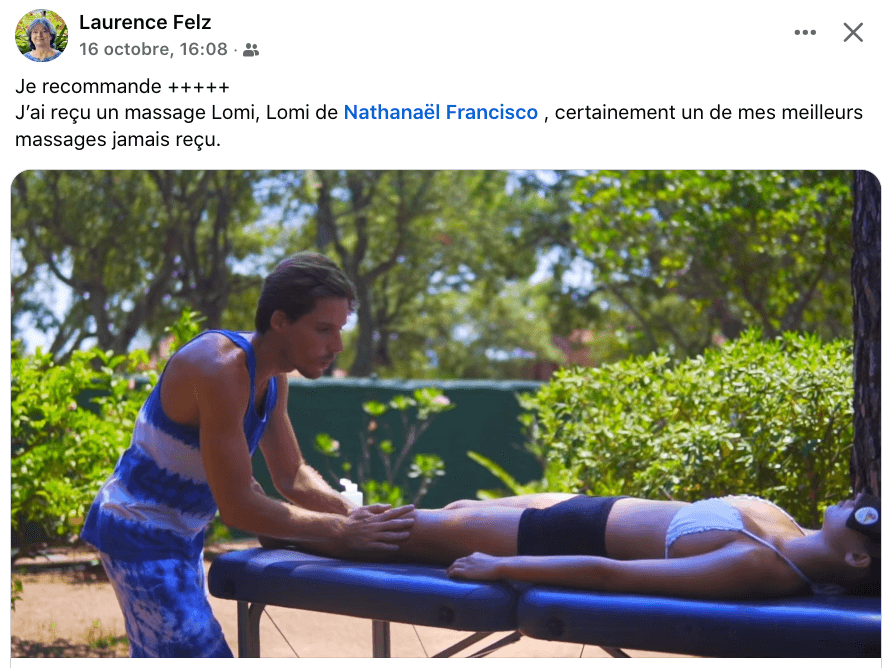 Laurence Felz
16 octobre, 16:08 ·
Je recommande +++++
J'ai reçu un massage Lomi, Lomi de Nathanaël Francisco , certainement un de mes meilleurs
massages jamais reçu.